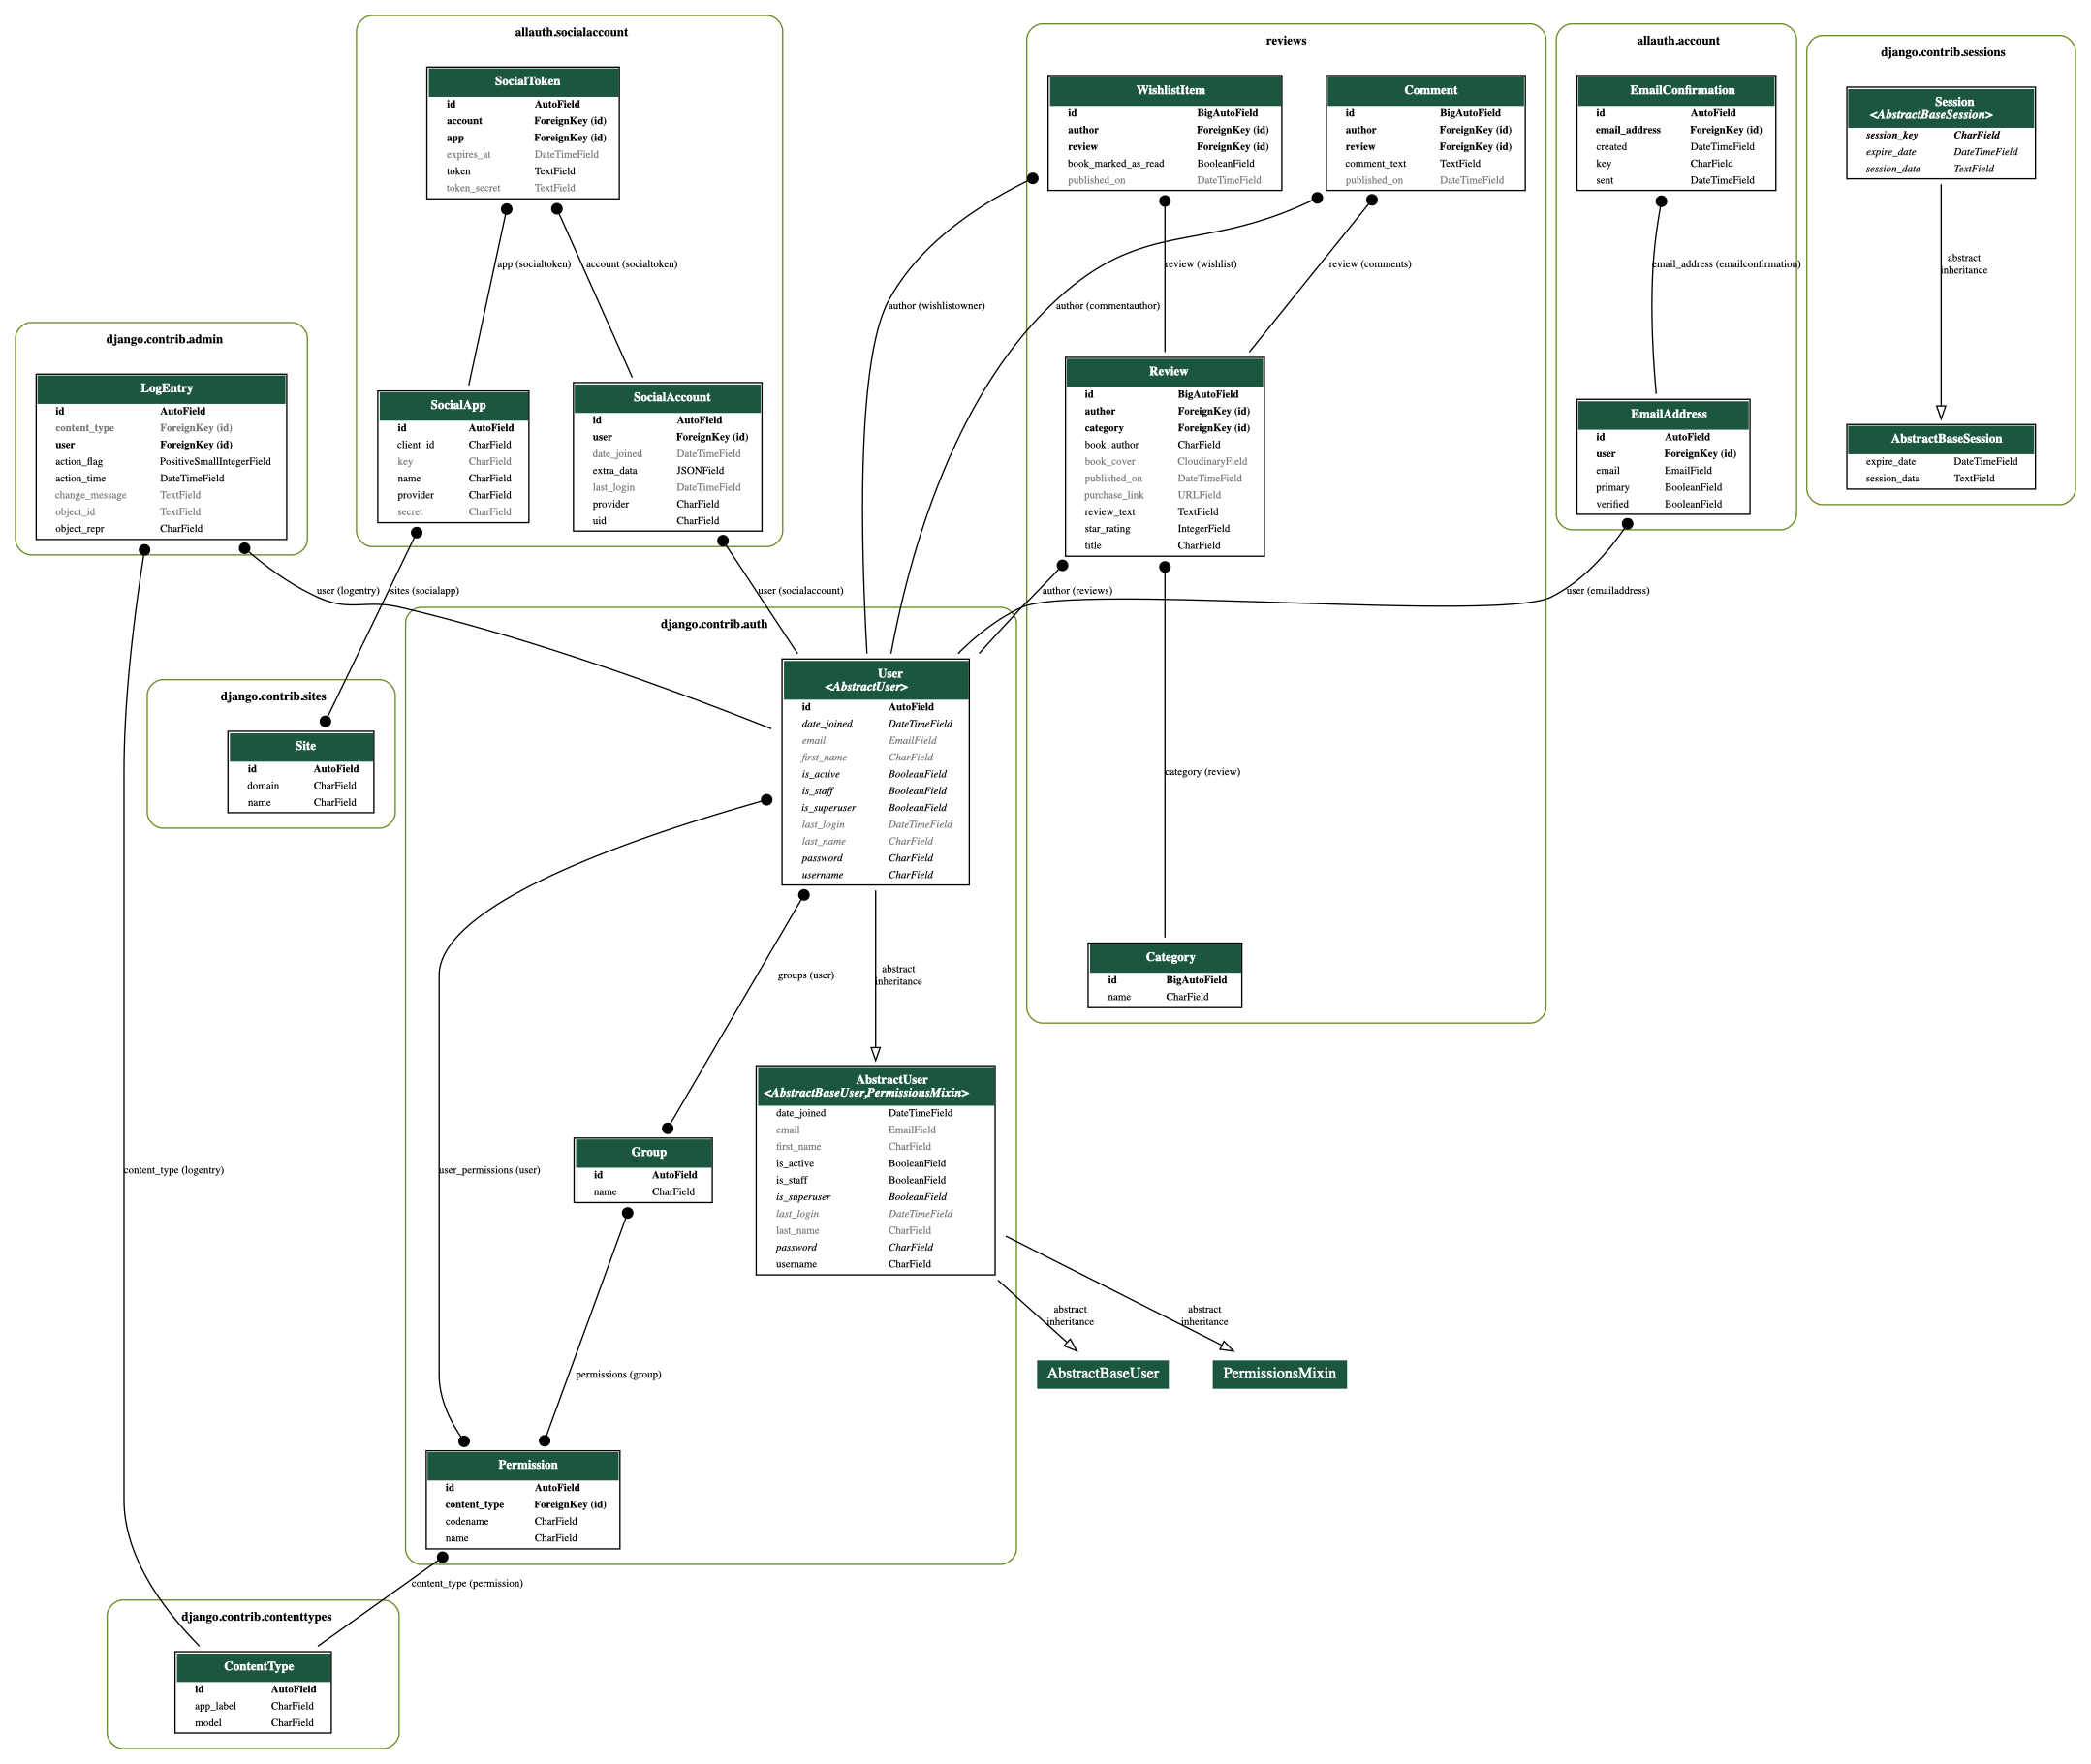 allauth.socialaccount
SocialToken
id AutoField
account ForeignKey (id)
app ForeignKey (id)
expires_at DateTimeField
token TextField
token_secret TextField
app (socialtoken)
account (socialtoken)
SocialApp
id AutoField
client_id CharField
key CharField
name CharField
provider CharField
secret CharField
SocialAccount
id AutoField
user ForeignKey (id)
date_joined DateTimeField
extra_data JSONField
last_login DateTimeField
provider CharField
uid CharField
reviews
WishlistItem
id BigAutoField
author ForeignKey (id)
review ForeignKey (id)
book_marked_as_read BooleanField
published_on DateTimeField
Comment
id BigAutoField
author ForeignKey (id)
review ForeignKey (id)
comment_text TextField
published_on DateTimeField
review (wishlist)
review (comments)
author (wishlistowner)
author (commentauthor)
Review
id BigAutoField
author ForeignKey (id)
category ForeignKey (id)
book_author CharField
book_cover CloudinaryField
published_on DateTimeField
purchase_link URLField
review_text TextField
star_rating IntegerField
title CharField
author (reviews)
category (review)
Category
id BigAutoField
name CharField
allauth.account
EmailConfirmation
id AutoField
email_address ForeignKey (id)
created DateTimeField
key CharField
sent DateTimeField
email_address (emailconfirmation)
EmailAddress
id AutoField
user ForeignKey (id)
email EmailField
primary BooleanField
verified BooleanField
user (emailaddress)
django.contrib.sessions
Session
<AbstractBaseSession>
session_key CharField
expire_date DateTimeField
session_data TextField
abstract
inheritance
AbstractBaseSession
expire_date DateTimeField
session_data TextField
django.contrib.admin
LogEntry
id AutoField
content_type ForeignKey (id)
user ForeignKey (id)
action_flag PositiveSmallIntegerField
action_time DateTimeField
change_message TextField
object_id TextField
object_repr CharField
user (logentry)
sites (socialapp)
user (socialaccount)
django.contrib.sites
Site
id AutoField
domain CharField
name CharField
django.contrib.auth
User
<AbstractUser>
id AutoField
date_joined DateTimeField
email EmailField
first_name CharField
is_active BooleanField
is_staff BooleanField
is_superuser BooleanField
last_login DateTimeField
last_name CharField
password CharField
username CharField
groups (user)
abstract
inheritance
AbstractUser
<AbstractBaseUser,PermissionsMixin>
date_joined DateTimeField
email EmailField
first_name CharField
is_active BooleanField
is_staff BooleanField
is_superuser BooleanField
last_login DateTimeField
last_name CharField
password CharField
username CharField
content_type (logentry)
user_permissions (user)
Group
id AutoField
name CharField
permissions (group)
abstract
inheritance
abstract
inheritance
AbstractBaseUser
PermissionsMixin
Permission
id AutoField
content_type ForeignKey (id)
codename CharField
name CharField
content_type (permission)
django.contrib.contenttypes
ContentType
id AutoField
app_label CharField
model CharField